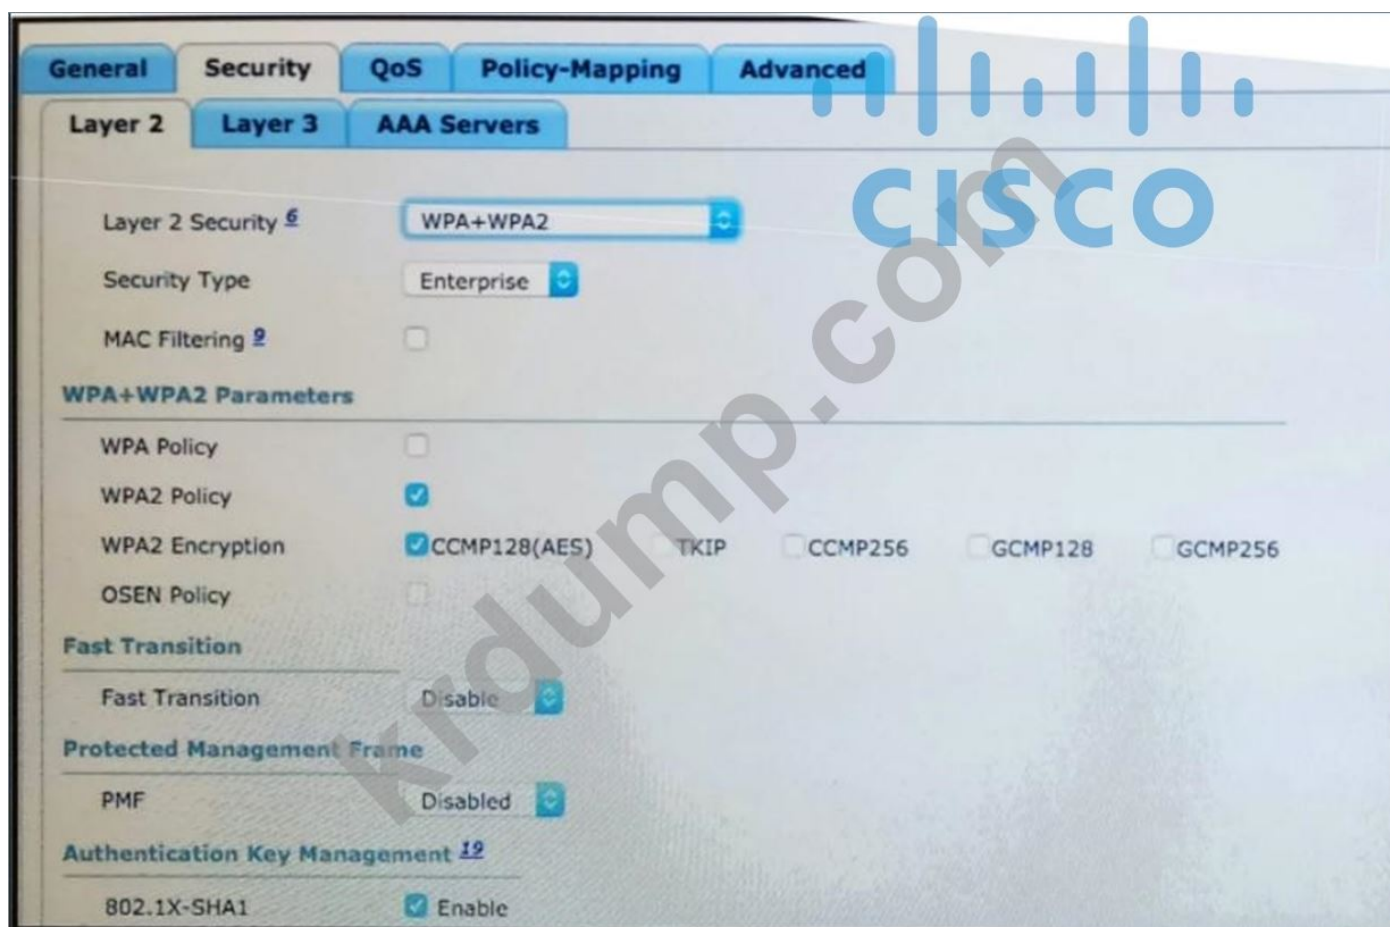 General Security QoS Policy-Mapping Advanced
Layer 2 Layer 3 AAA Servers
CISCO
Layer 2 Security 6 WPA+WPA2
Security Type Enterprise
MAC Filtering 9
WPA+WPA2 Parameters
WPA Policy
WPA2 Policy
WPA2 Encryption CCMP128(AES) TKIP CCMP256 GCMP128 GCMP256
OSEN Policy
Fast Transition
Fast Transition Disable
Protected Management Frame
PMF Disabled
Authentication Key Management 19
802.1X-SHA1 Enable
krdump.com